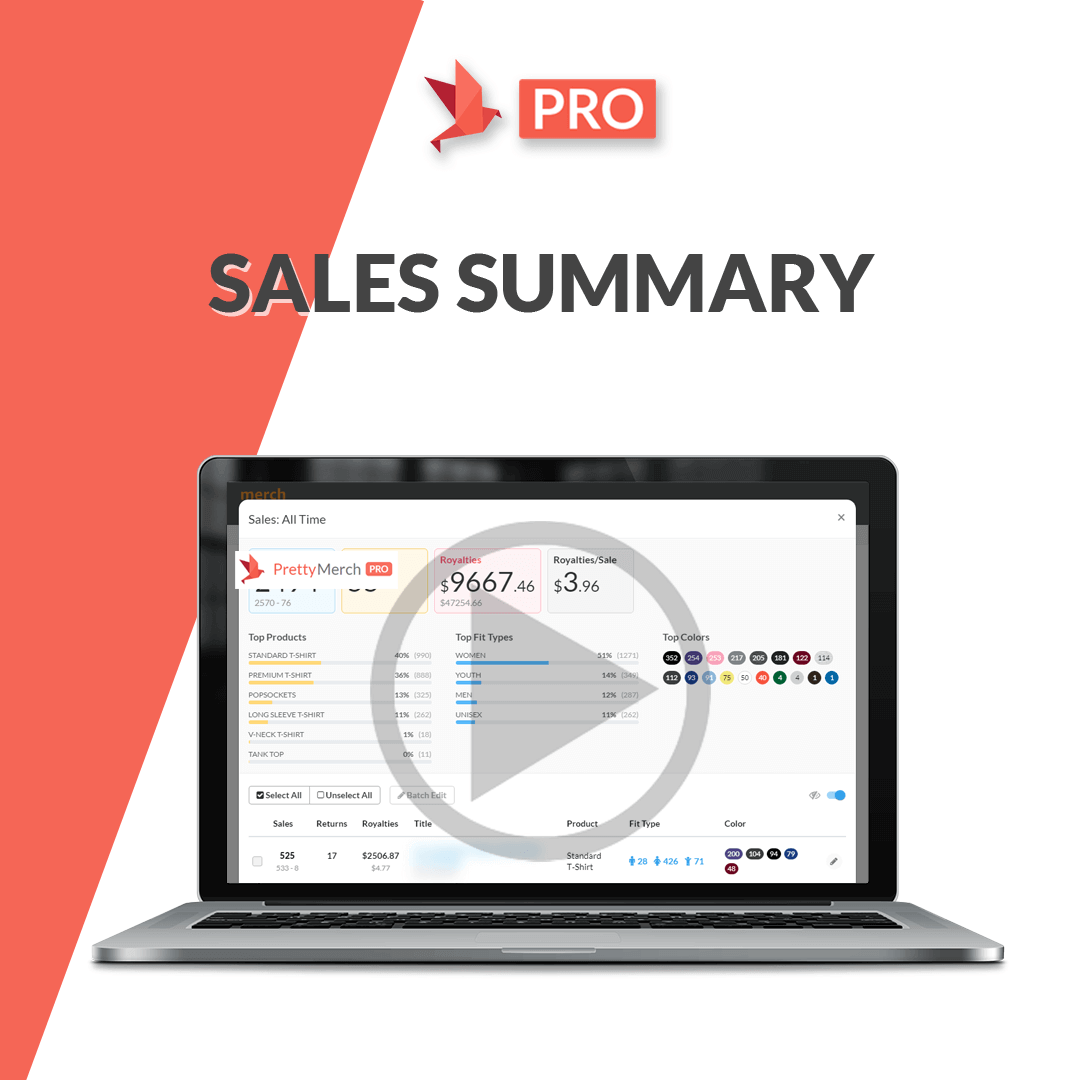 PRO
SALES SUMMARY
merch
Sales: All Time ×
PrettyMerch PRO
2570 - 76
Royalties
$9667.46
$47254.66
Royalties/Sale
$3.96
Top Products
STANDARD T-SHIRT 40% (990)
PREMIUM T-SHIRT 36% (888)
POPSOCKETS 13% (325)
LONG SLEEVE T-SHIRT 11% (262)
V-NECK T-SHIRT 1% (18)
TANK TOP 0% (11)
Top Fit Types
WOMEN 51% (1271)
YOUTH 14% (349)
MEN 12% (287)
UNISEX 11% (262)
Top Colors
352 254 253 217 205 181 122 114
112 93 91 75 50 40 4 4 1 1
Select All Unselect All Batch Edit
Sales Returns Royalties Title Product Fit Type Color
525 17 $2506.87 Standard 28 426 71 200 104 94 79
533 - 8 $4.77 T-Shirt 48